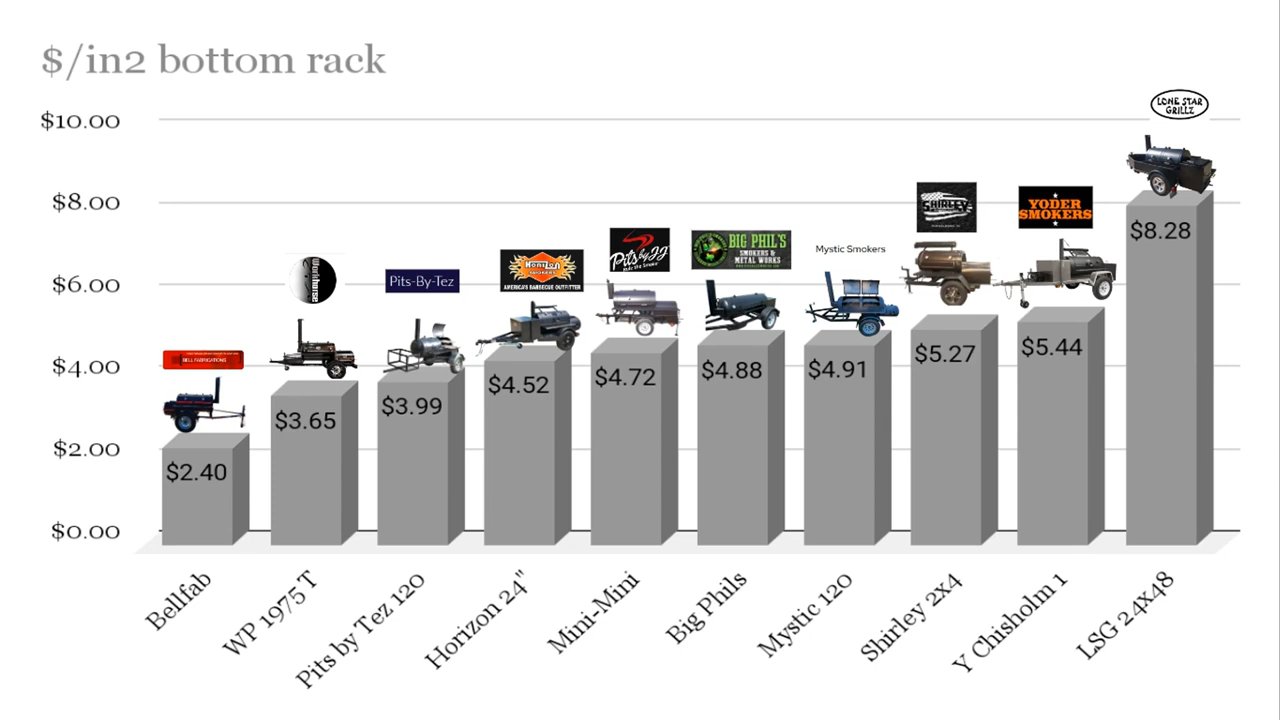 $/in2 bottom rack
$10.00
$8.00
$6.00
$4.00
$2.00
$0.00
BELL FABRICATIONS
Workhorse
Pits-By-Tez
HORIZON
SMOKERS
AMERICA'S BARBECUE OUTFITTER
Pits by JJ
BIG PHIL'S
SMOKERS &
METAL WORKS
Mystic Smokers
SHIRLEY
YODER
SMOKERS
LONE STAR
GRILLZ
$2.40
$3.65
$3.99
$4.52
$4.72
$4.88
$4.91
$5.27
$5.44
$8.28
Bellfab
WP 1975 T
Pits by Tez 120
Horizon 24"
Mini-Mini
Big Phils
Mystic 120
Shirley 2x4
Y Chisholm 1
LSG 24x48